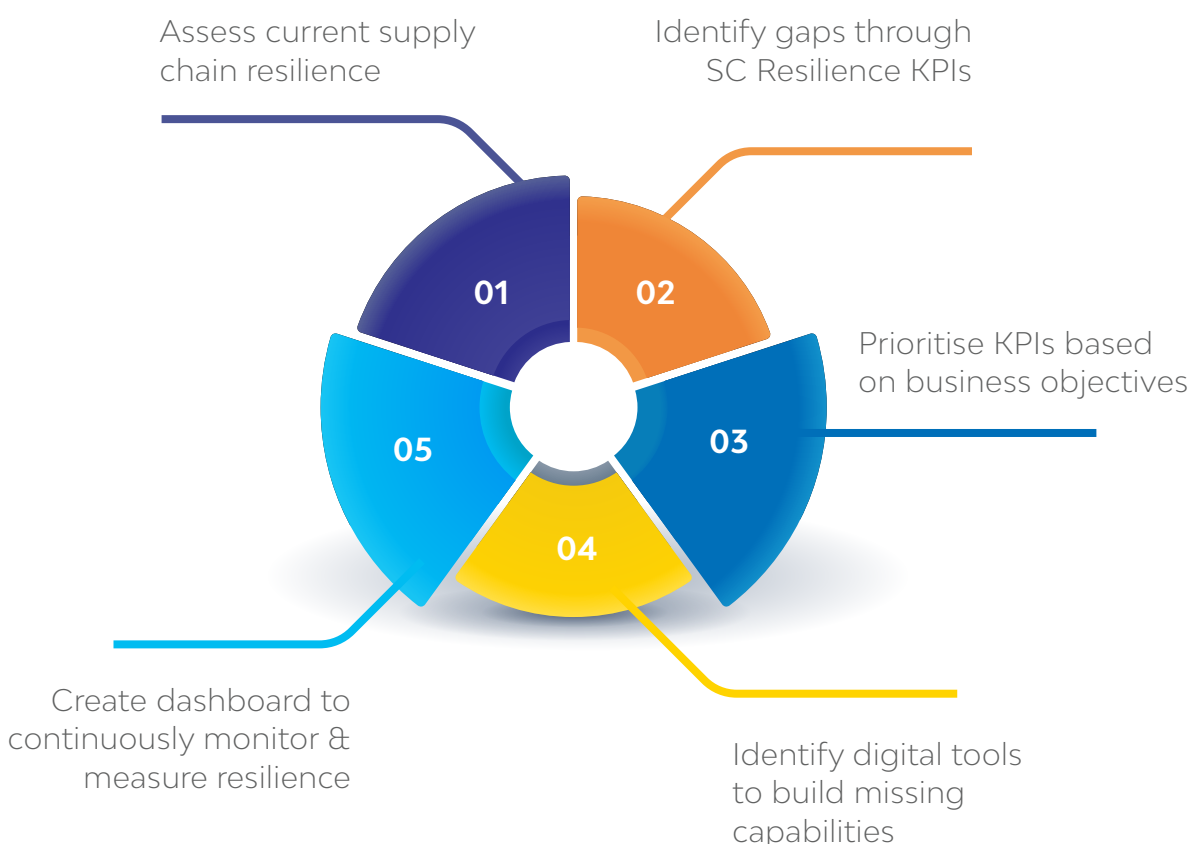 Assess current supply
chain resilience
Identify gaps through
SC Resilience KPIs
01
02
Prioritise KPIs based
on business objectives
03
05
04
Create dashboard to
continuously monitor &
measure resilience
Identify digital tools
to build missing
capabilities